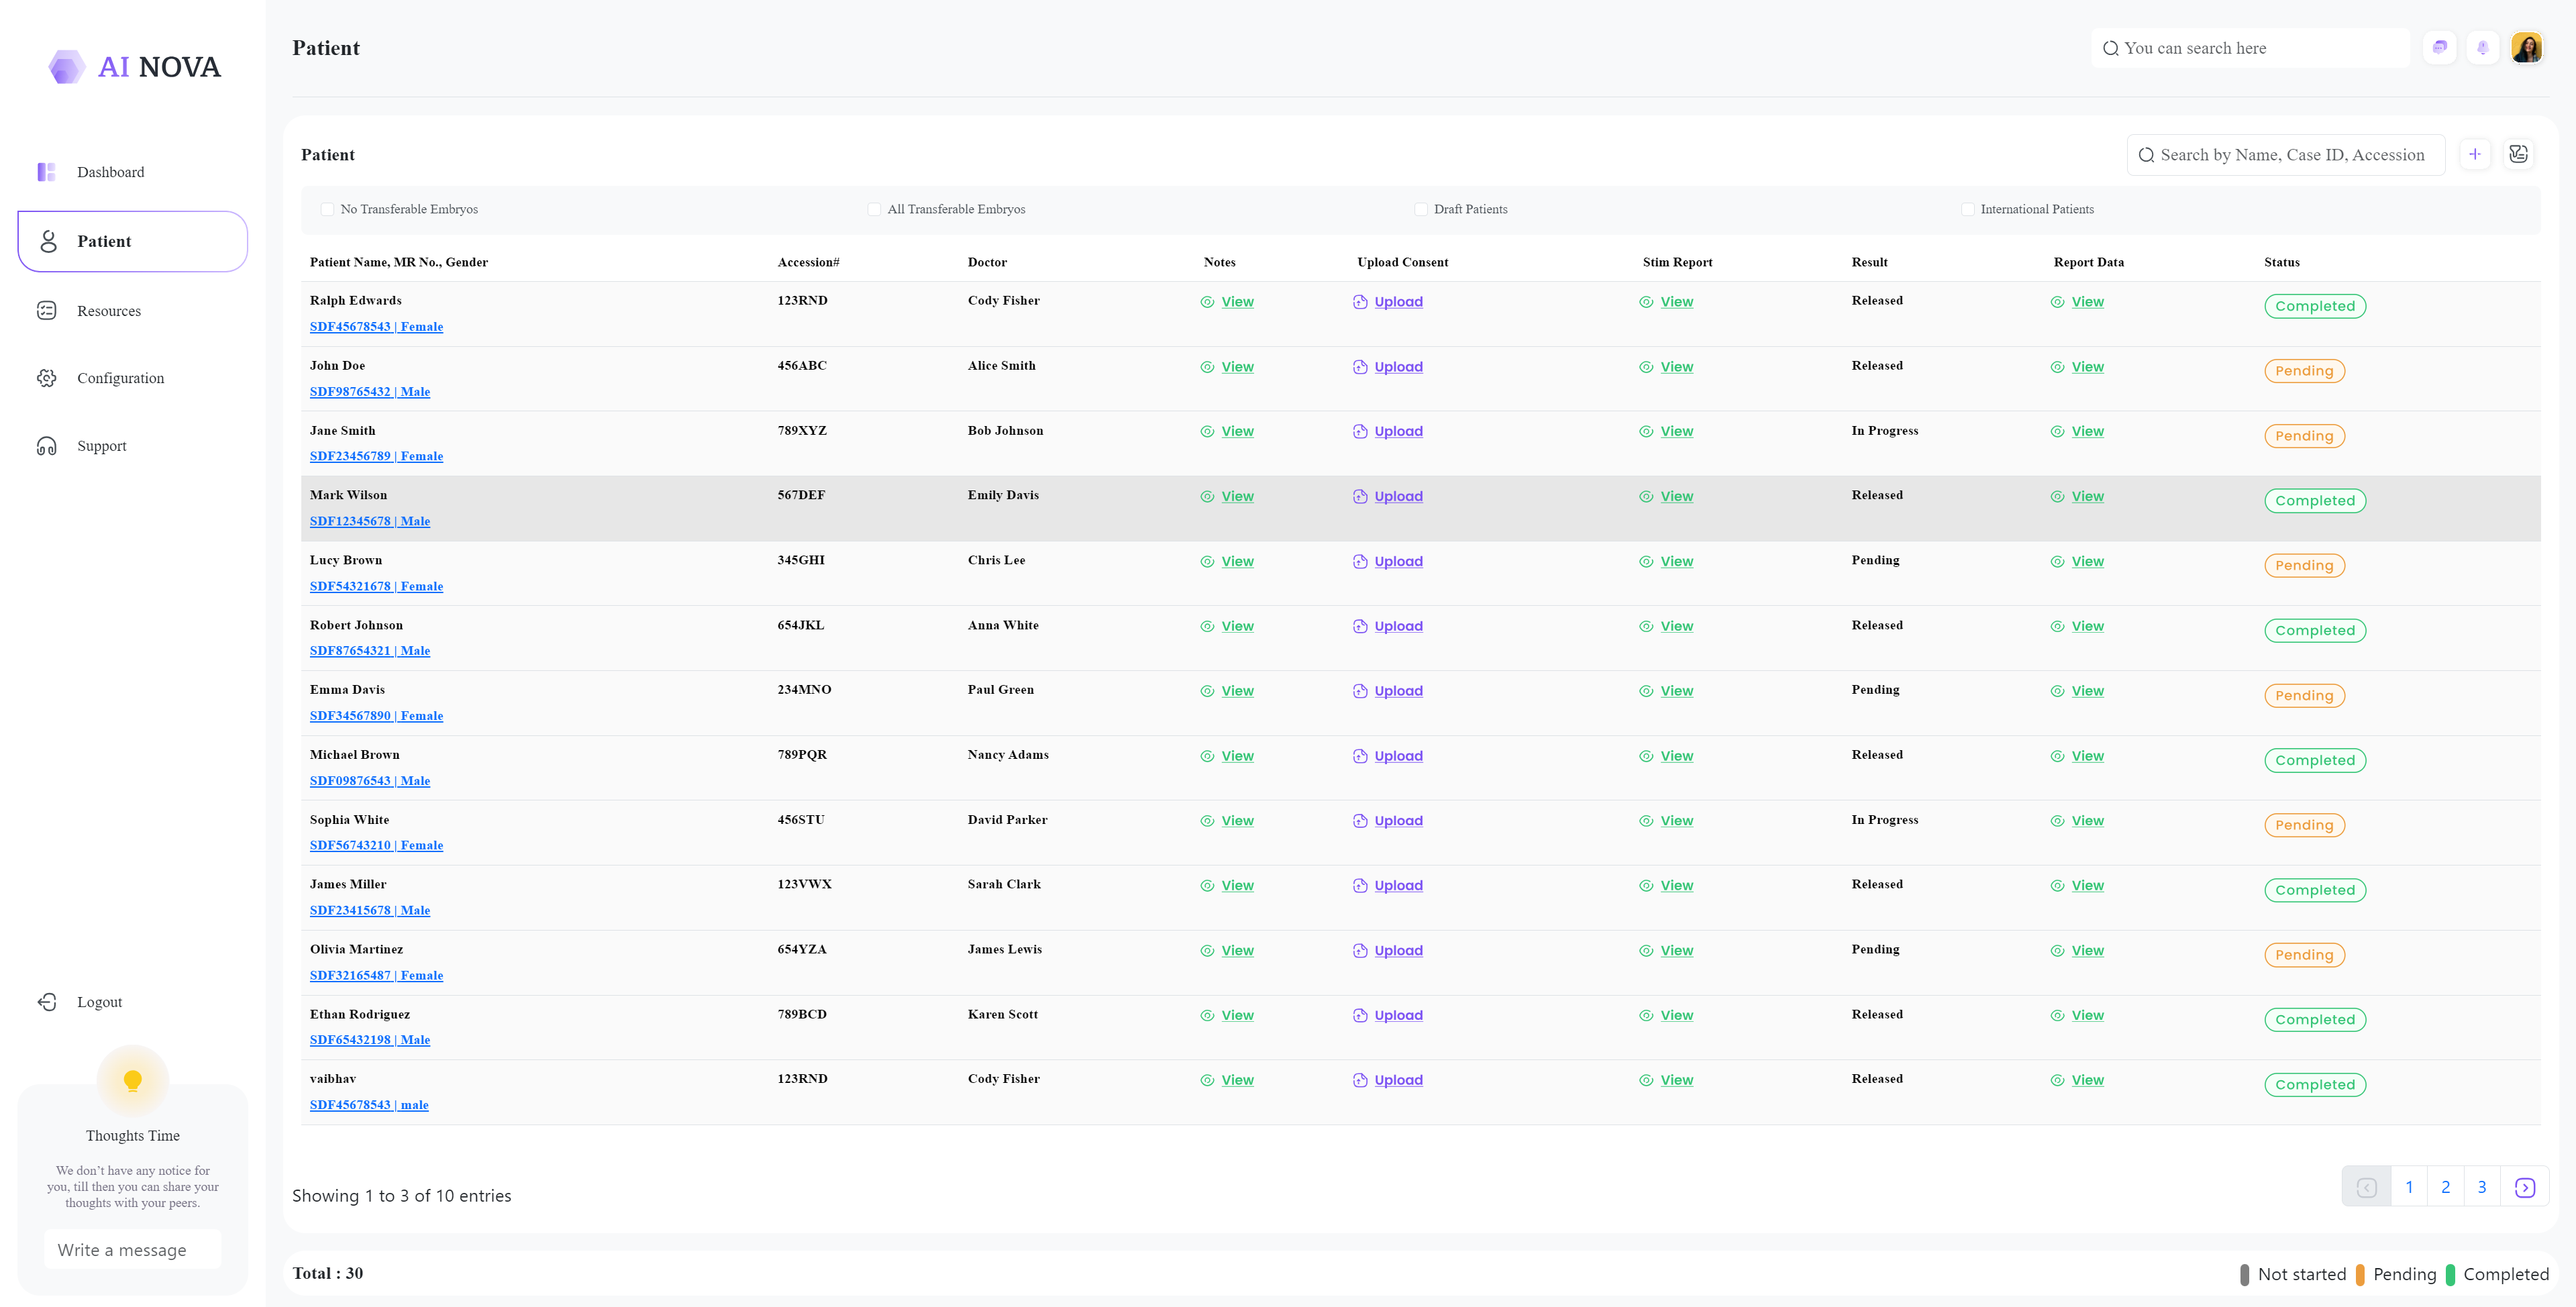 AI NOVA
Patient
You can search here
Dashboard
Patient
Resources
Configuration
Support
Logout
Thoughts Time
We don’t have any notice for
you, till then you can share your
thoughts with your peers.
Write a message
Patient
Search by Name, Case ID, Accession
No Transferable Embryos All Transferable Embryos Draft Patients International Patients
Patient Name, MR No., Gender Accession# Doctor Notes Upload Consent Stim Report Result Report Data Status
Ralph Edwards 123RND Cody Fisher View Upload View Released View Completed
SDF45678543 | Female
John Doe 456ABC Alice Smith View Upload View Released View Pending
SDF98765432 | Male
Jane Smith 789XYZ Bob Johnson View Upload View In Progress View Pending
SDF23456789 | Female
Mark Wilson 567DEF Emily Davis View Upload View Released View Completed
SDF12345678 | Male
Lucy Brown 345GHI Chris Lee View Upload View Pending View Pending
SDF54321678 | Female
Robert Johnson 654JKL Anna White View Upload View Released View Completed
SDF87654321 | Male
Emma Davis 234MNO Paul Green View Upload View Pending View Pending
SDF34567890 | Female
Michael Brown 789PQR Nancy Adams View Upload View Released View Completed
SDF09876543 | Male
Sophia White 456STU David Parker View Upload View In Progress View Pending
SDF56743210 | Female
James Miller 123VWX Sarah Clark View Upload View Released View Completed
SDF23415678 | Male
Olivia Martinez 654YZA James Lewis View Upload View Pending View Pending
SDF32165487 | Female
Ethan Rodriguez 789BCD Karen Scott View Upload View Released View Completed
SDF65432198 | Male
vaibhav 123RND Cody Fisher View Upload View Released View Completed
SDF45678543 | male
Showing 1 to 3 of 10 entries
1 2 3
Total : 30
Not started Pending Completed